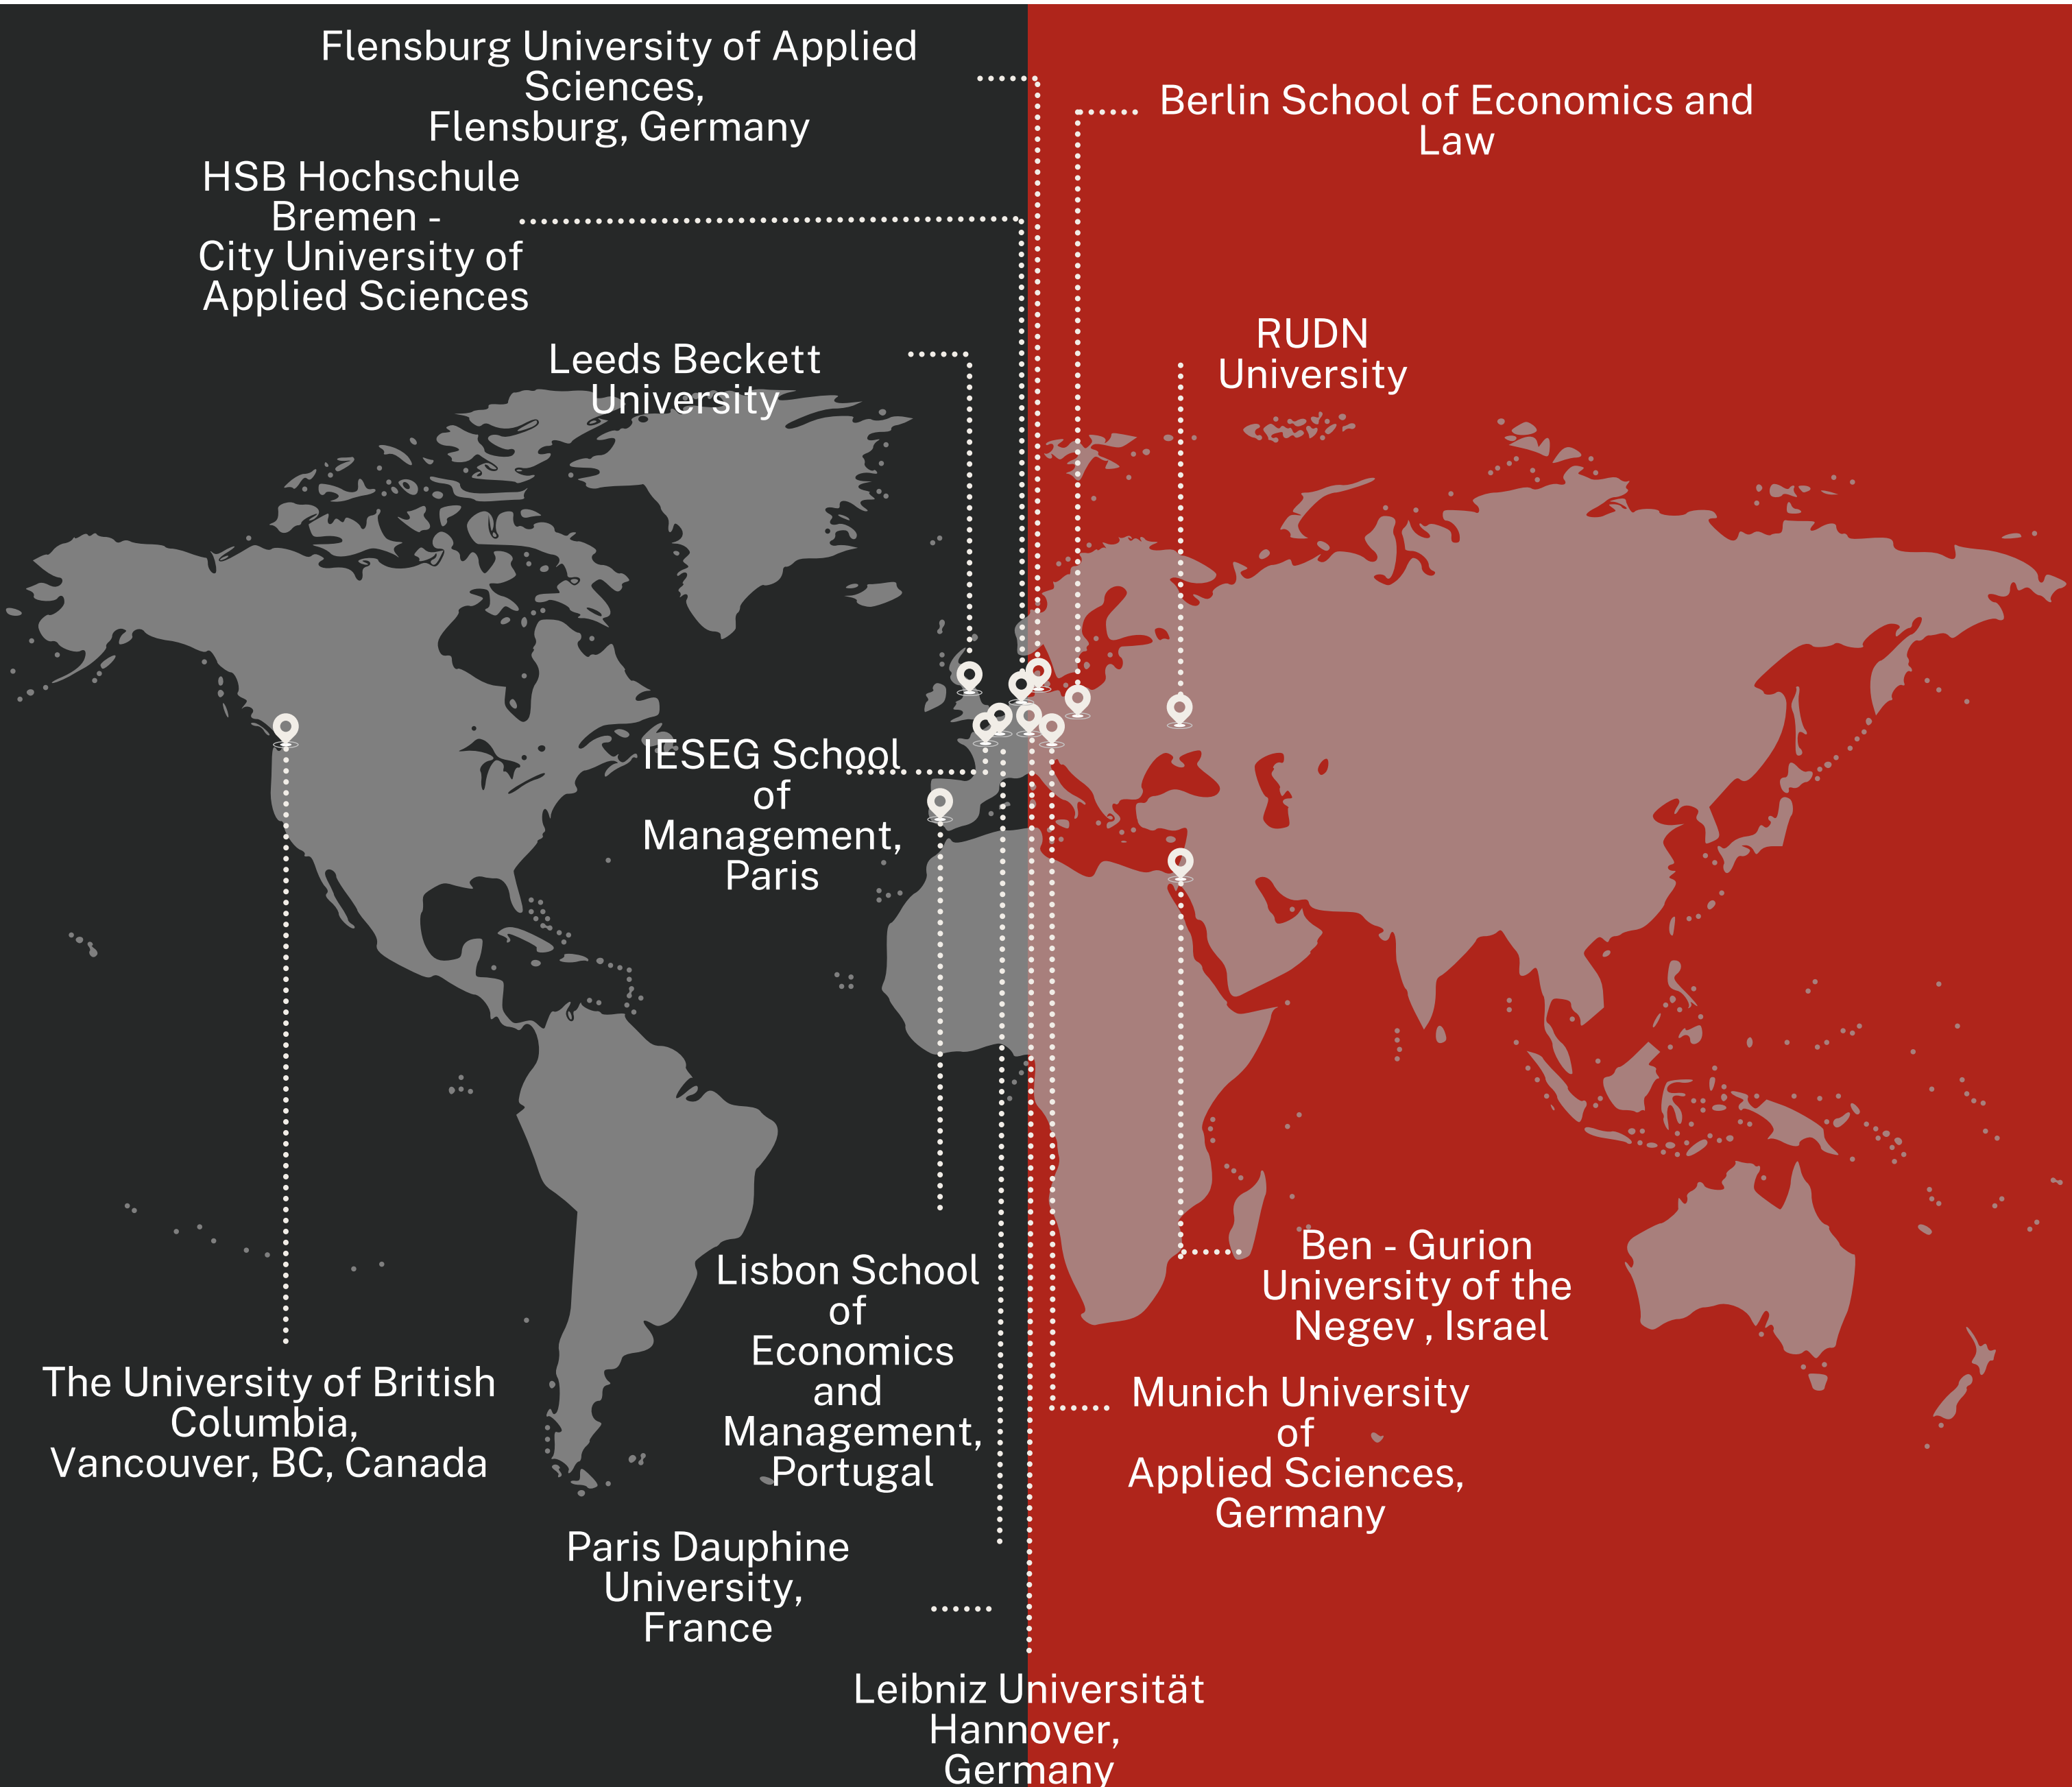 Flensburg University of Applied
Sciences,
Flensburg, Germany
Berlin School of Economics and
Law
HSB Hochschule
Bremen -
City University of
Applied Sciences
RUDN
University
Leeds Beckett
University
IESEG School
of
Management,
Paris
Ben - Gurion
University of the
Negev , Israel
Lisbon School
of
Economics
and
Management,
Portugal
The University of British
Columbia,
Vancouver, BC, Canada
Munich University
of
Applied Sciences,
Germany
Paris Dauphine
University,
France
Leibniz Universität
Hannover,
Germany